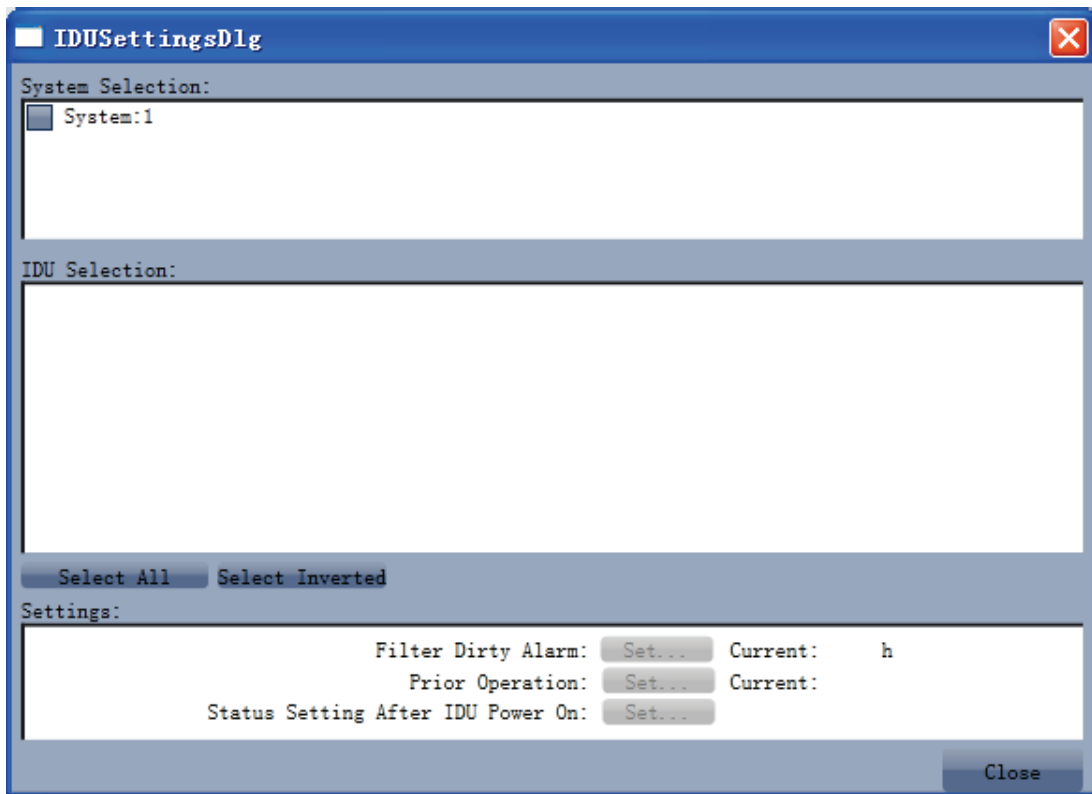 IDUSettingsDlg
System Selection:
System:1
IDU Selection:
Select All Select Inverted
Settings:
Filter Dirty Alarm: Set... Current: h
Prior Operation: Set... Current:
Status Setting After IDU Power On: Set...
Close